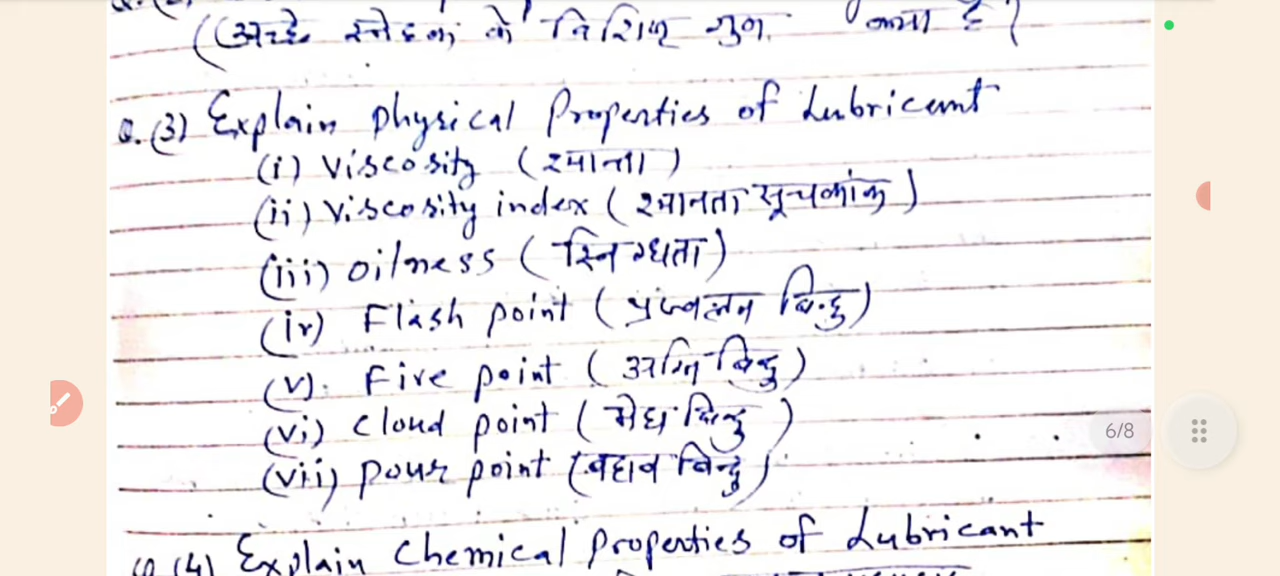 (अच्छे स्नेहक के विशिष्ट गुण क्या है ?
Q.(3) Explain physical Properties of Lubricant
(i) Viscosity (श्यानता)
(ii) Viscosity index (श्यानता सूचकांक)
(iii) oilness (स्निग्धता)
(iv) Flash point (प्रज्वलन बिन्दु)
(v). Fire point (अग्नि बिन्दु)
(vi) cloud point (मेघ बिन्दु)
(vii) pour point (बहाव बिन्दु)
6/8
Q (4) Explain Chemical properties of Lubricant